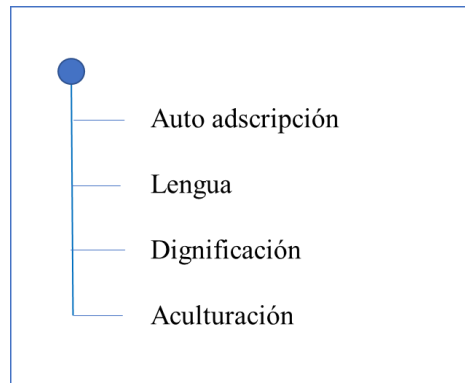 Auto adscripción
Lengua
Dignificación
Aculturación